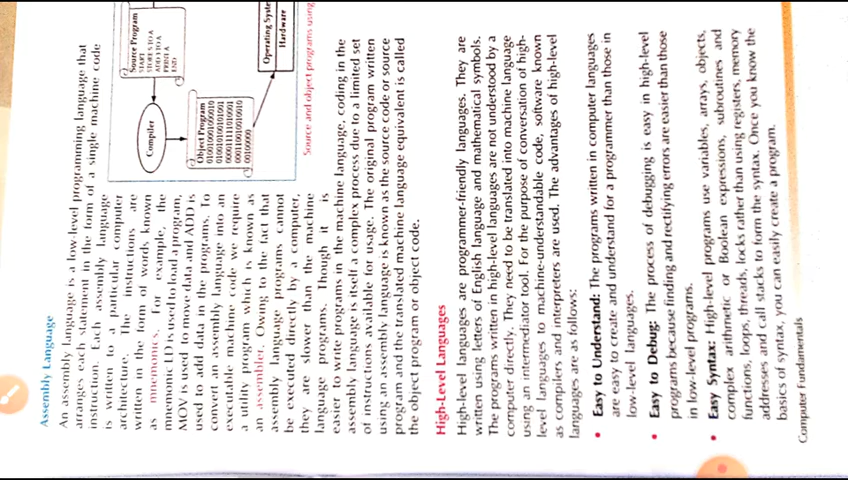 Assembly Language
An assembly language is a low-level programming language that
arranges each statement in the form of a single machine code
instruction. Each assembly language
is written to a particular computer
architecture. The instructions are
written in the form of words known
as mnemonics. For example, the
mnemonic LD is used to load a program,
MOV is used to move data and ADD is
used to add data in the programs. To
convert an assembly language into an
executable machine code we require
a utility program which is known as
an assembler. Owing to the fact that
assembly language programs cannot
be executed directly by a computer,
they are slower than the machine
language programs. Though it is
easier to write programs in the machine language, coding in the
assembly language is itself a complex process due to a limited set
of instructions available for usage. The original program written
using an assembly language is known as the source code or source
program and the translated machine language equivalent is called
the object program or object code.
Source Program
START
STORES TO A
ADD 3 TO A
PRINT A
END
Compiler
Object Program
0100100010000010
0100101001001001
0000111101010001
0001100100100010
00100000
Operating Syste
Hardware
Source and object programs using
High-Level Languages
High-level languages are programmer-friendly languages. They are
written using letters of English language and mathematical symbols.
The programs written in high-level languages are not understood by a
computer directly. They need to be translated into machine language
using an intermediator tool. For the purpose of conversation of high-
level languages to machine-understandable code, software known
as compilers and interpreters are used. The advantages of high-level
languages are as follows:
• Easy to Understand: The programs written in computer languages
are easy to create and understand for a programmer than those in
low-level languages.
• Easy to Debug: The process of debugging is easy in high-level
programs because finding and rectifying errors are easier than those
in low-level programs.
• Easy Syntax: High-level programs use variables, arrays, objects,
complex arithmetic or Boolean expressions, subroutines and
functions, loops, threads, locks rather than using registers, memory
addresses and call stacks to form the syntax. Once you know the
basics of syntax, you can easily create a program.
Computer Fundamentals